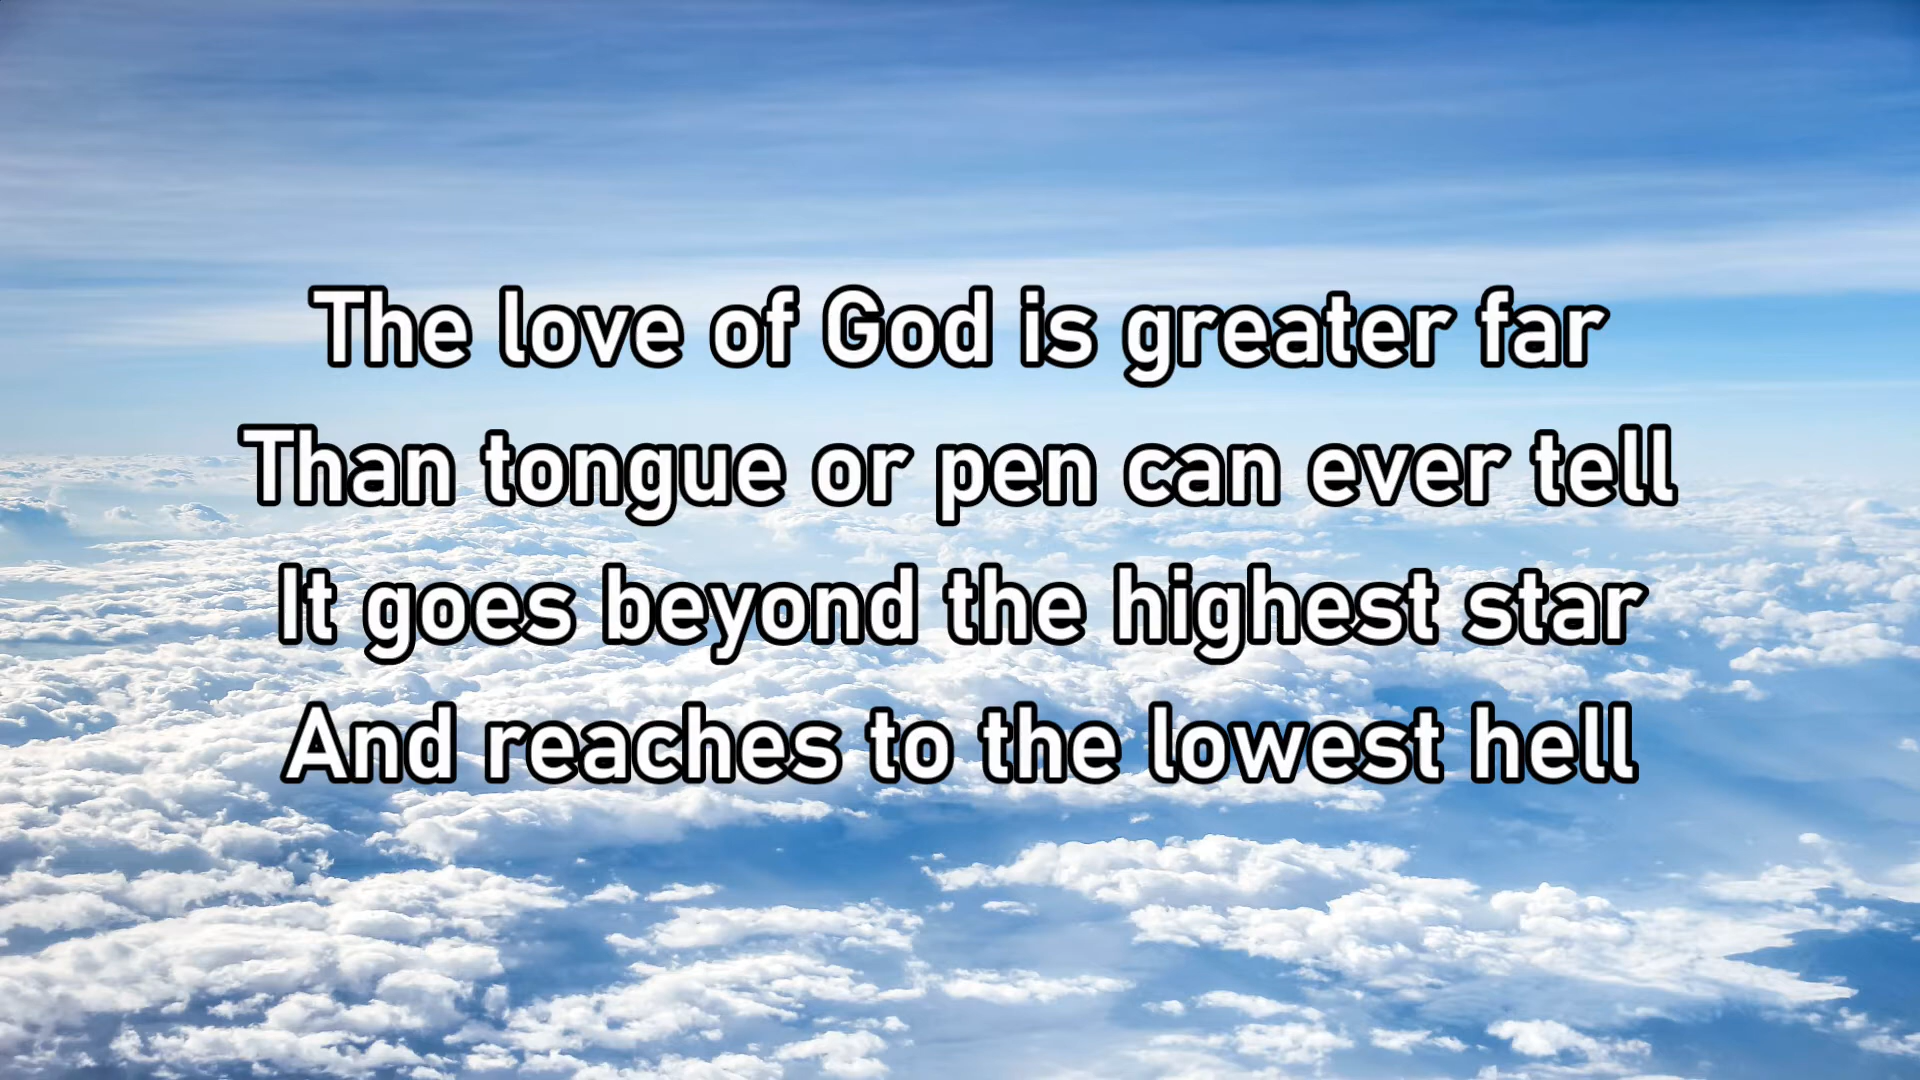 The love of God is greater far
Than tongue or pen can ever tell
It goes beyond the highest star
And reaches to the lowest hell